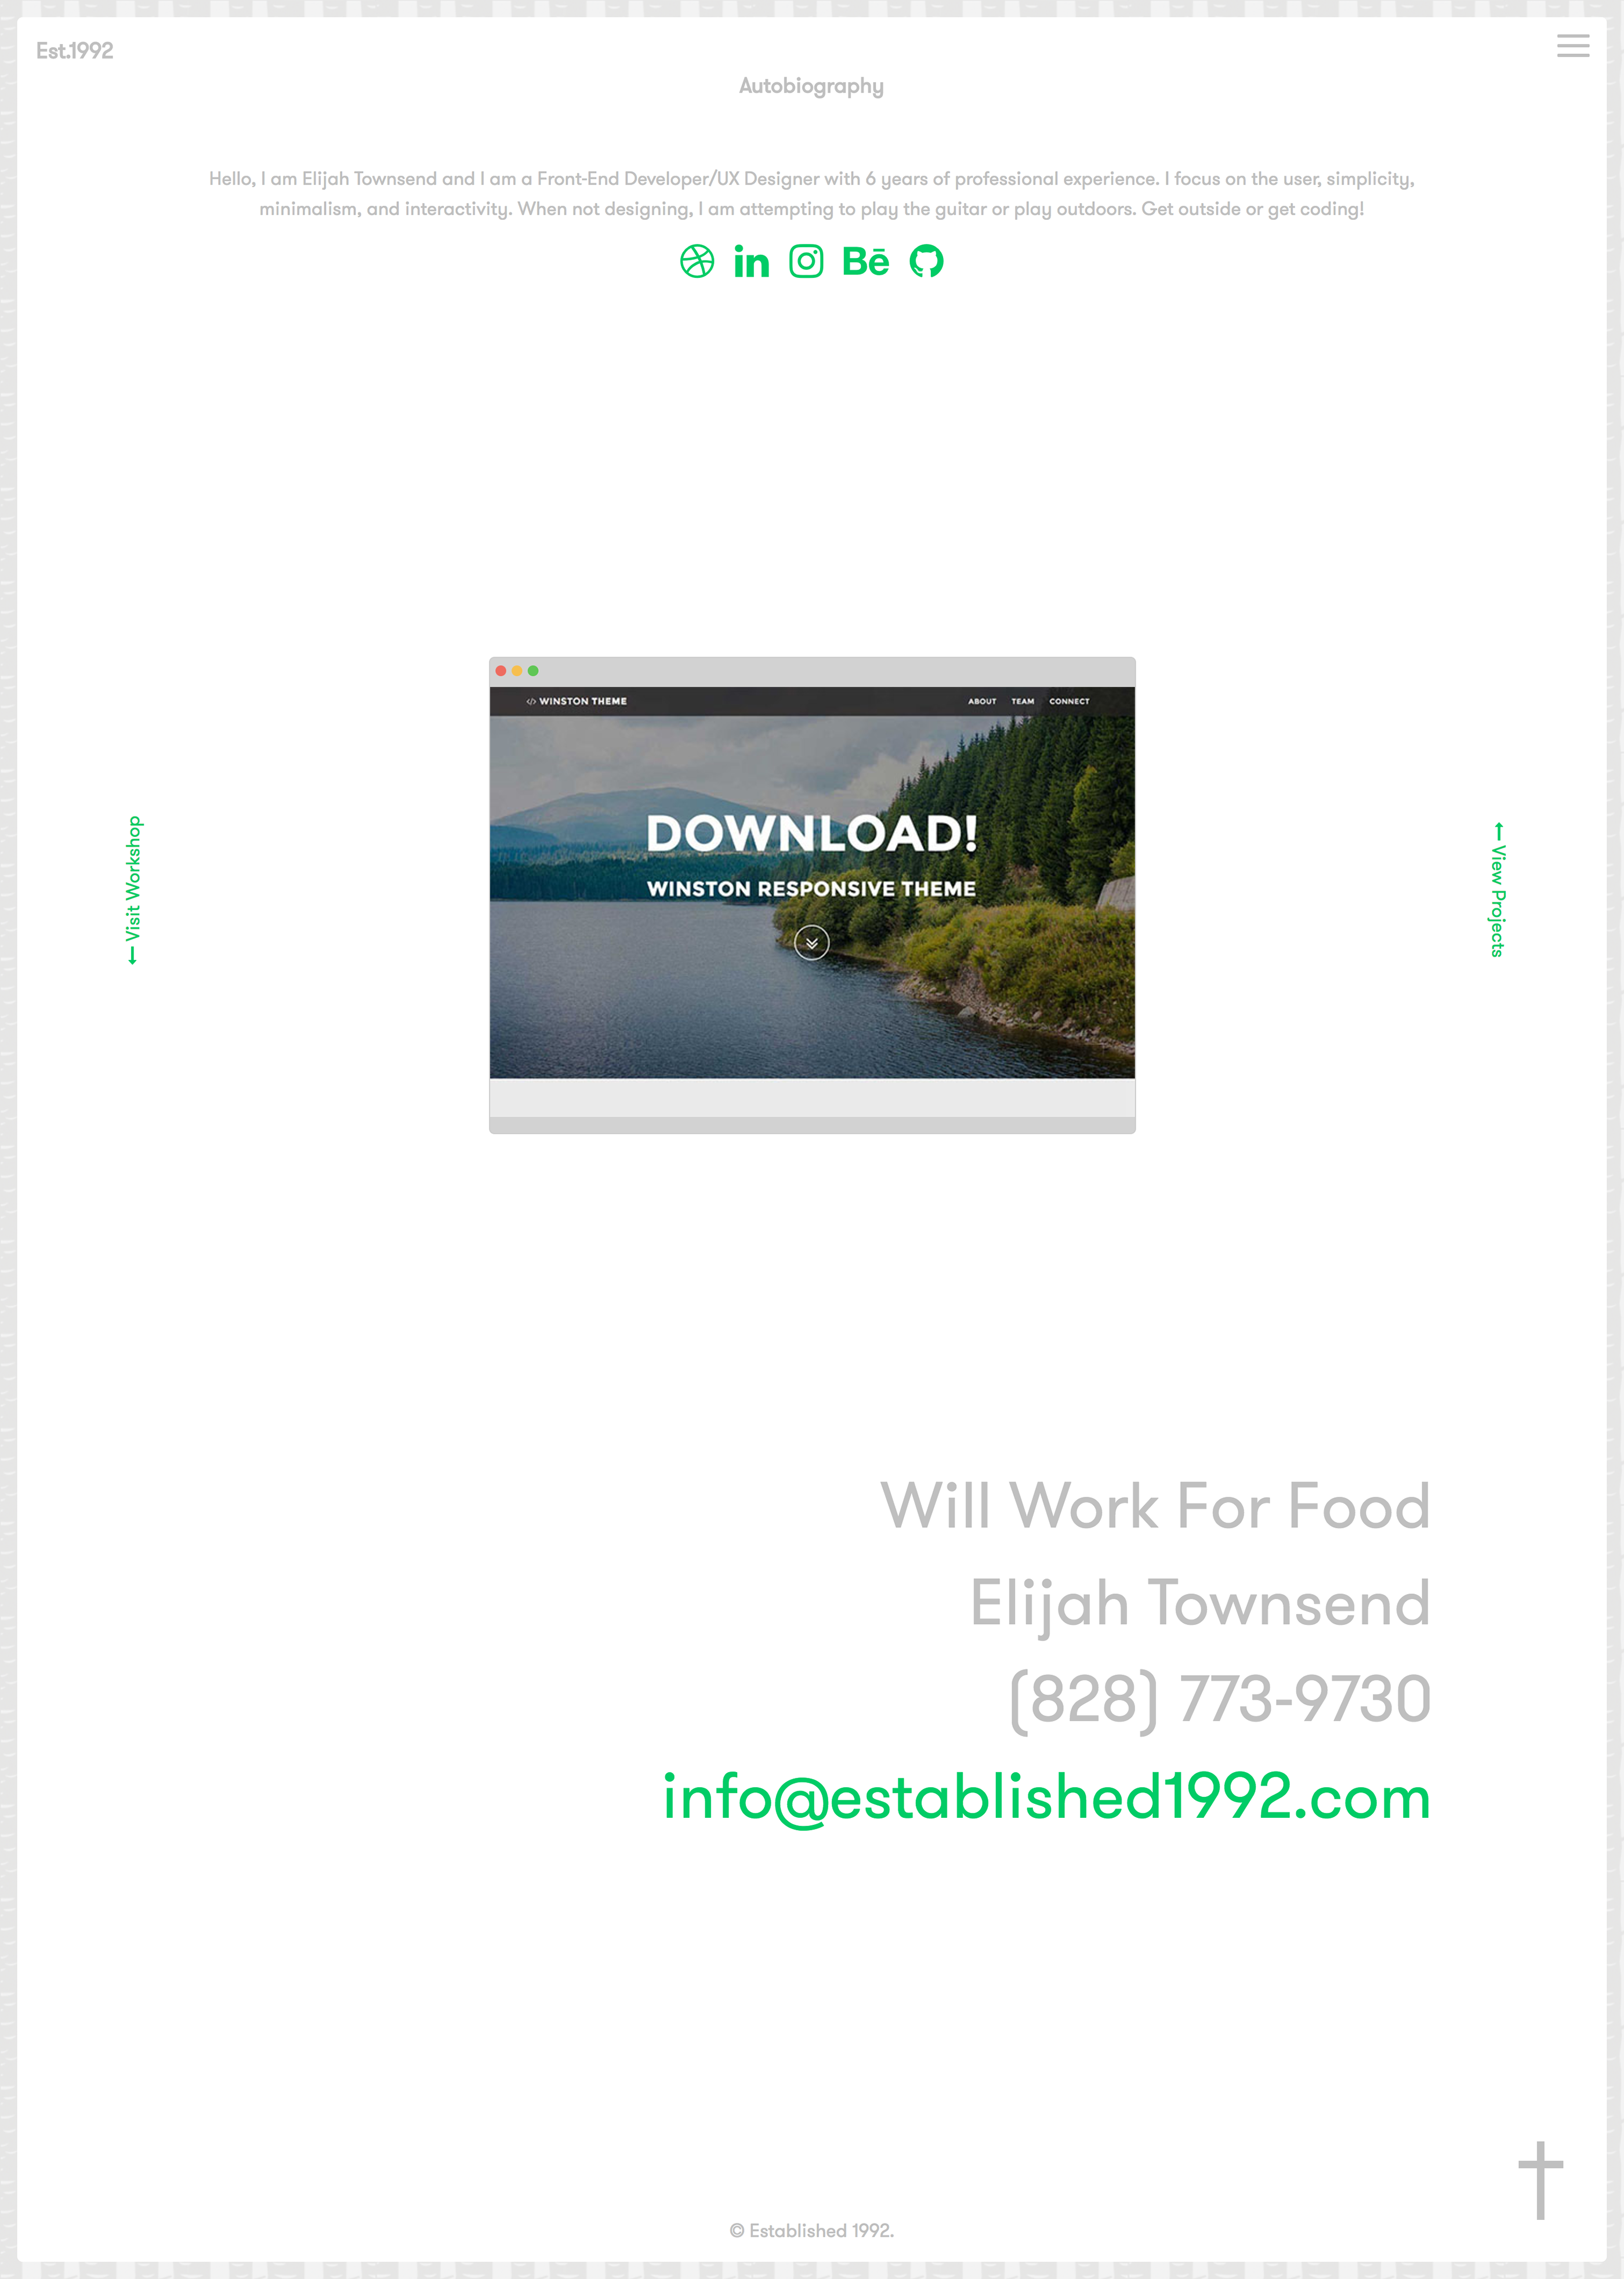 Est.1992
Autobiography
Hello, I am Elijah Townsend and I am a Front-End Developer/UX Designer with 6 years of professional experience. I focus on the user, simplicity,
minimalism, and interactivity. When not designing, I am attempting to play the guitar or play outdoors. Get outside or get coding!
in
Bē
</> WINSTON THEME
ABOUT TEAM CONNECT
DOWNLOAD!
WINSTON RESPONSIVE THEME
← Visit Workshop
← View Projects
Will Work For Food
Elijah Townsend
(828) 773-9730
info@established1992.com
© Established 1992.